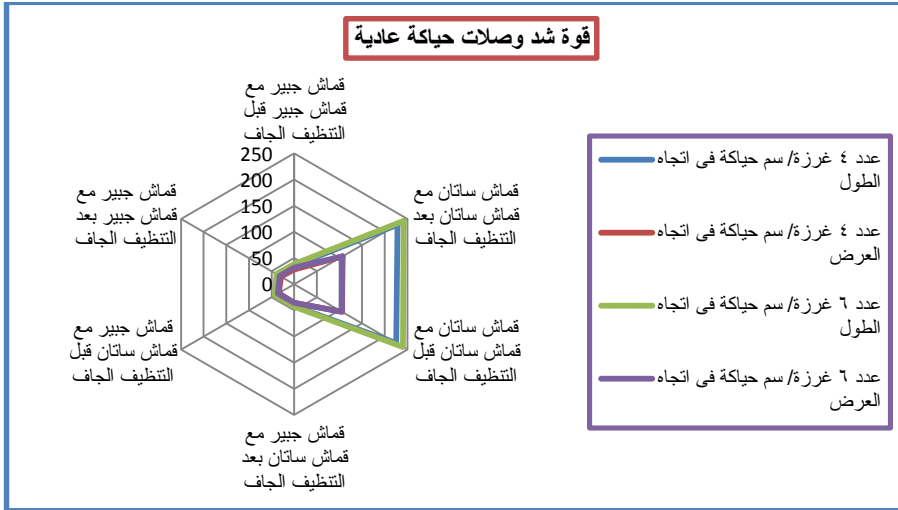 قوة شد وصلات حياكة عادية
قماش جبير مع
قماش جبير قبل
التنظيف الجاف
250
200
150
100
50
0
قماش ساتان مع
قماش ساتان بعد
التنظيف الجاف
قماش ساتان مع
قماش ساتان قبل
التنظيف الجاف
قماش جبير مع
قماش ساتان بعد
التنظيف الجاف
قماش جبير مع
قماش ساتان قبل
التنظيف الجاف
قماش جبير مع
قماش جبير بعد
التنظيف الجاف
عدد ٤ غرزة/ سم حياكة فى اتجاه
الطول
عدد ٤ غرزة/ سم حياكة فى اتجاه
العرض
عدد ٦ غرزة/ سم حياكة فى اتجاه
الطول
عدد ٦ غرزة/ سم حياكة فى اتجاه
العرض